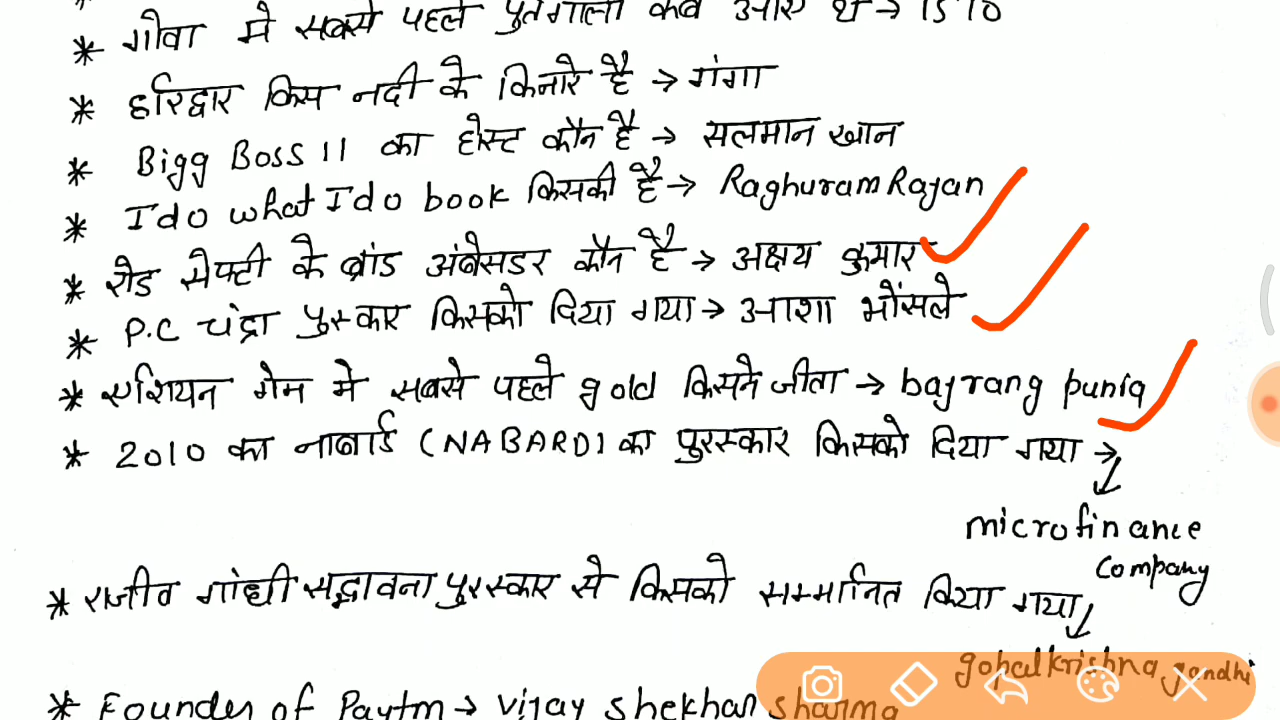 * गोवा मे सबसे पहले पुर्तगाली कब आए थे → 1510
* हरिद्वार किस नदी के किनारे है → गंगा
* Bigg Boss 11 का होस्ट कौन है → सलमान खान
* I do what I do book किसकी है → Raghuram Rajan
* रोड सेफ्टी के ब्रांड अंबेसडर कौन है → अक्षय कुमार
* P.C चंद्रा पुरस्कार किसको दिया गया → आशा भोंसले
* एशियन गेम मे सबसे पहले gold किसने जीता → bajrang punia
* 2010 का नाबार्ड (NABARD) का पुरस्कार किसको दिया गया →
microfinance
company
* राजीव गांधी सद्भावना पुरस्कार से किसको सम्मानित किया गया
gopalkrishna gandhi
* Founder of Paytm → vijay shekhar sharma